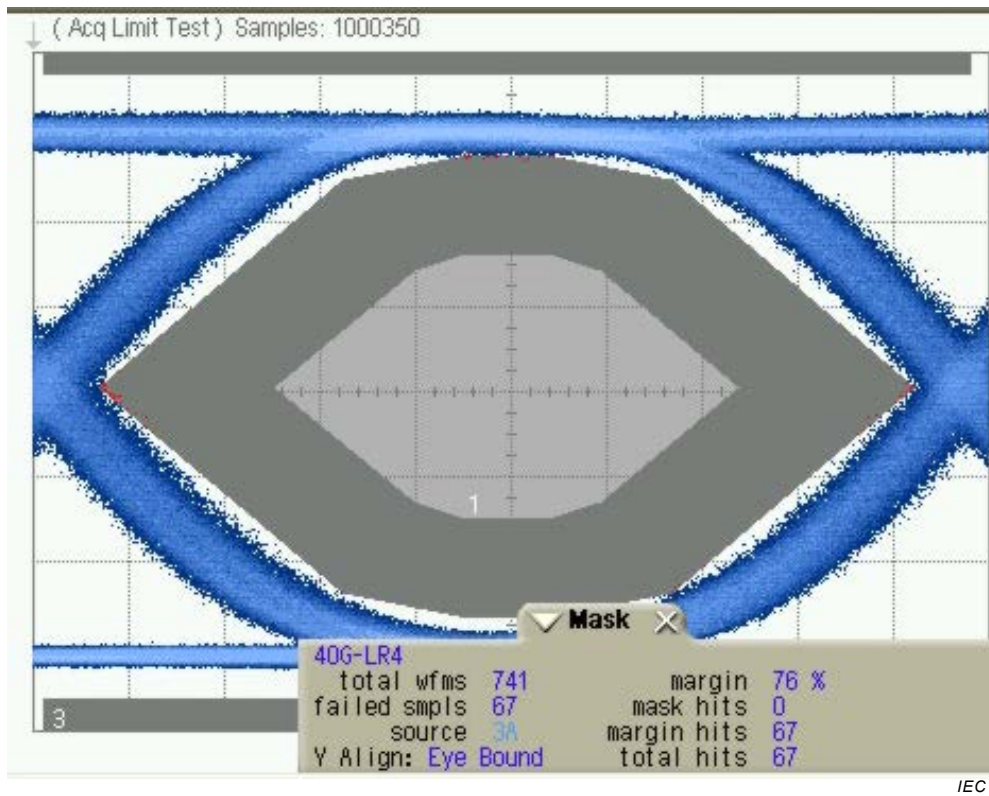 ( Acq Limit Test ) Samples: 1000350
1
Mask
40G-LR4
total wfms 741 margin 76 %
failed smpls 67 mask hits 0
source 3A margin hits 67
Y Align: Eye Bound total hits 67
3
IEC